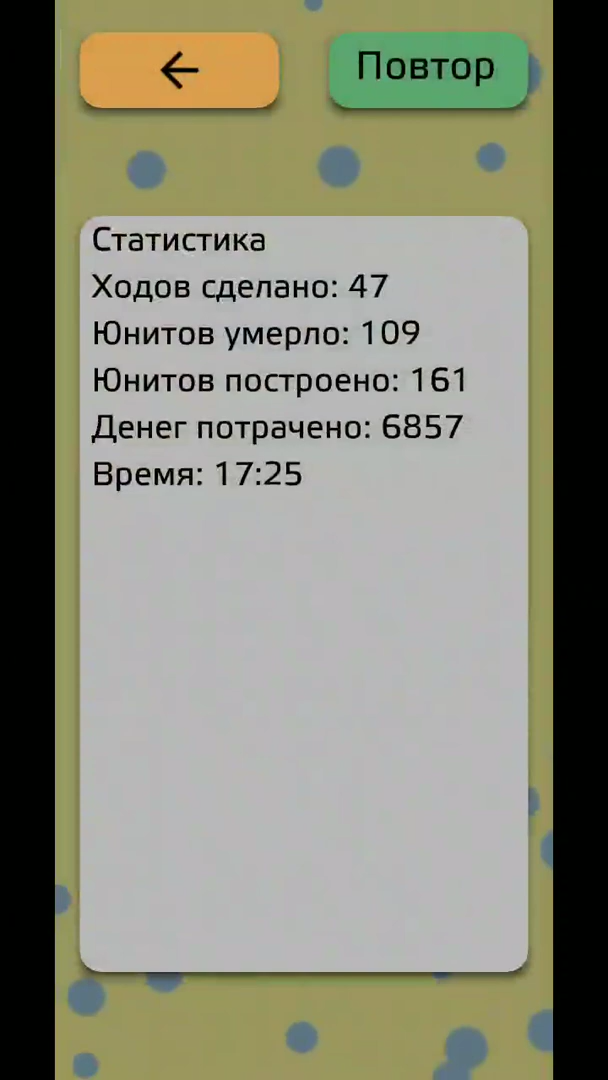 Повтор
Статистика
Ходов сделано: 47
Юнитов умерло: 109
Юнитов построено: 161
Денег потрачено: 6857
Время: 17:25